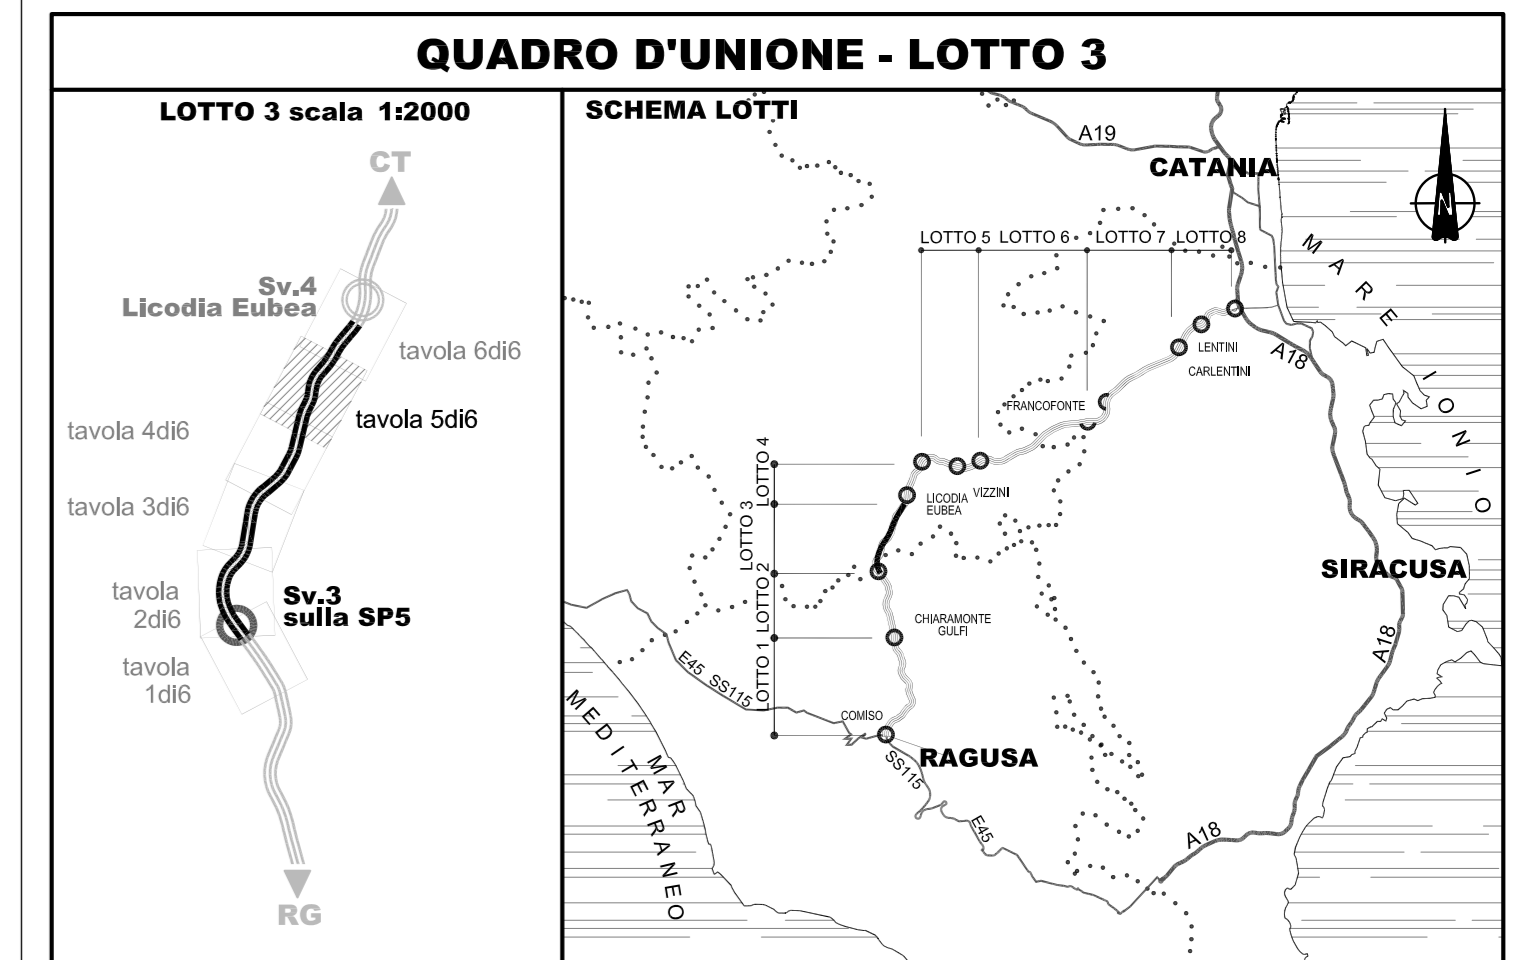 QUADRO D'UNIONE - LOTTO 3
LOTTO 3 scala 1:2000
CT
Sv.4
Licodia Eubea
tavola 6di6
tavola 5di6
tavola 4di6
tavola 3di6
tavola
2di6
Sv.3
sulla SP5
tavola
1di6
RG
SCHEMA LOTTI
A19
CATANIA
N
LOTTO 5
LOTTO 6
LOTTO 7
LOTTO 8
MARE IONIO
LENTINI
CARLENTINI
A18
FRANCOFONTE
LOTTO 4
LOTTO 3
LOTTO 2
LOTTO 1
LICODIA
EUBEA
VIZZINI
SIRACUSA
CHIARAMONTE
GULFI
A18
E45 SS115
COMISO
RAGUSA
SS115
E45
A18
MAR
MEDITERRANEO